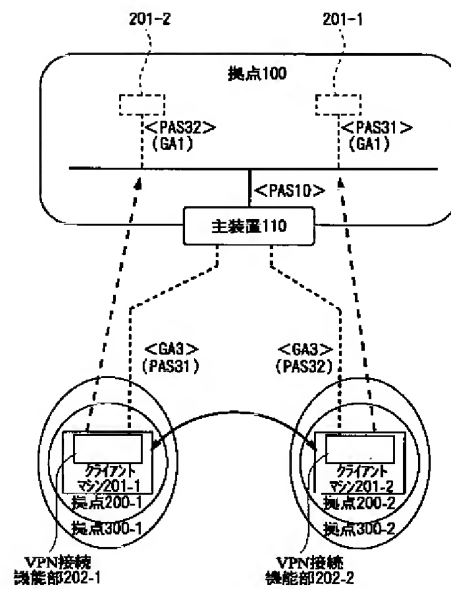 201-2
201-1
拠点100
<PAS32>
(GA1)
<PAS31>
(GA1)
<PAS10>
主装置110
<GA3>
(PAS31)
<GA3>
(PAS32)
クライアント
マシン201-1
拠点200-1
拠点300-1
クライアント
マシン201-2
拠点200-2
拠点300-2
VPN接続
機能部202-1
VPN接続
機能部202-2